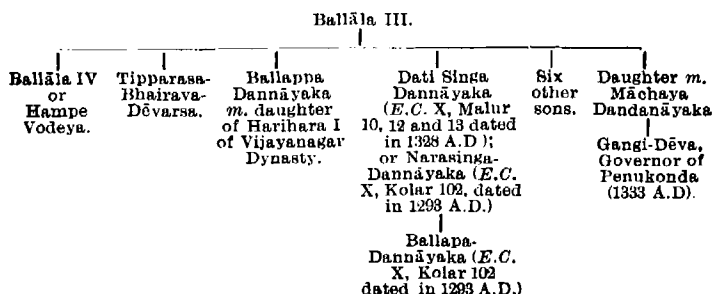 Ballāla III.
Ballāla IV
or
Hampe
Vodeya.
Tipparasa-
Bhairava-
Dēvarsa.
Ballappa
Dannāyaka
m. daughter
of Harihara I
of Vijayanagar
Dynasty.
Dati Singa
Dannāyaka
(E.C. X, Malur
10, 12 and 13 dated
in 1328 A.D );
or Narasinga-
Dannāyaka (E.C.
X, Kolar 102, dated
in 1293 A.D.)
Ballapa-
Dannāyaka (E.C.
X, Kolar 102
dated in 1293 A.D.)
Six
other
sons.
Daughter m.
Māchaya
Dandanāyaka
Gangi-Dēva,
Governor of
Penukonda
(1333 A.D).